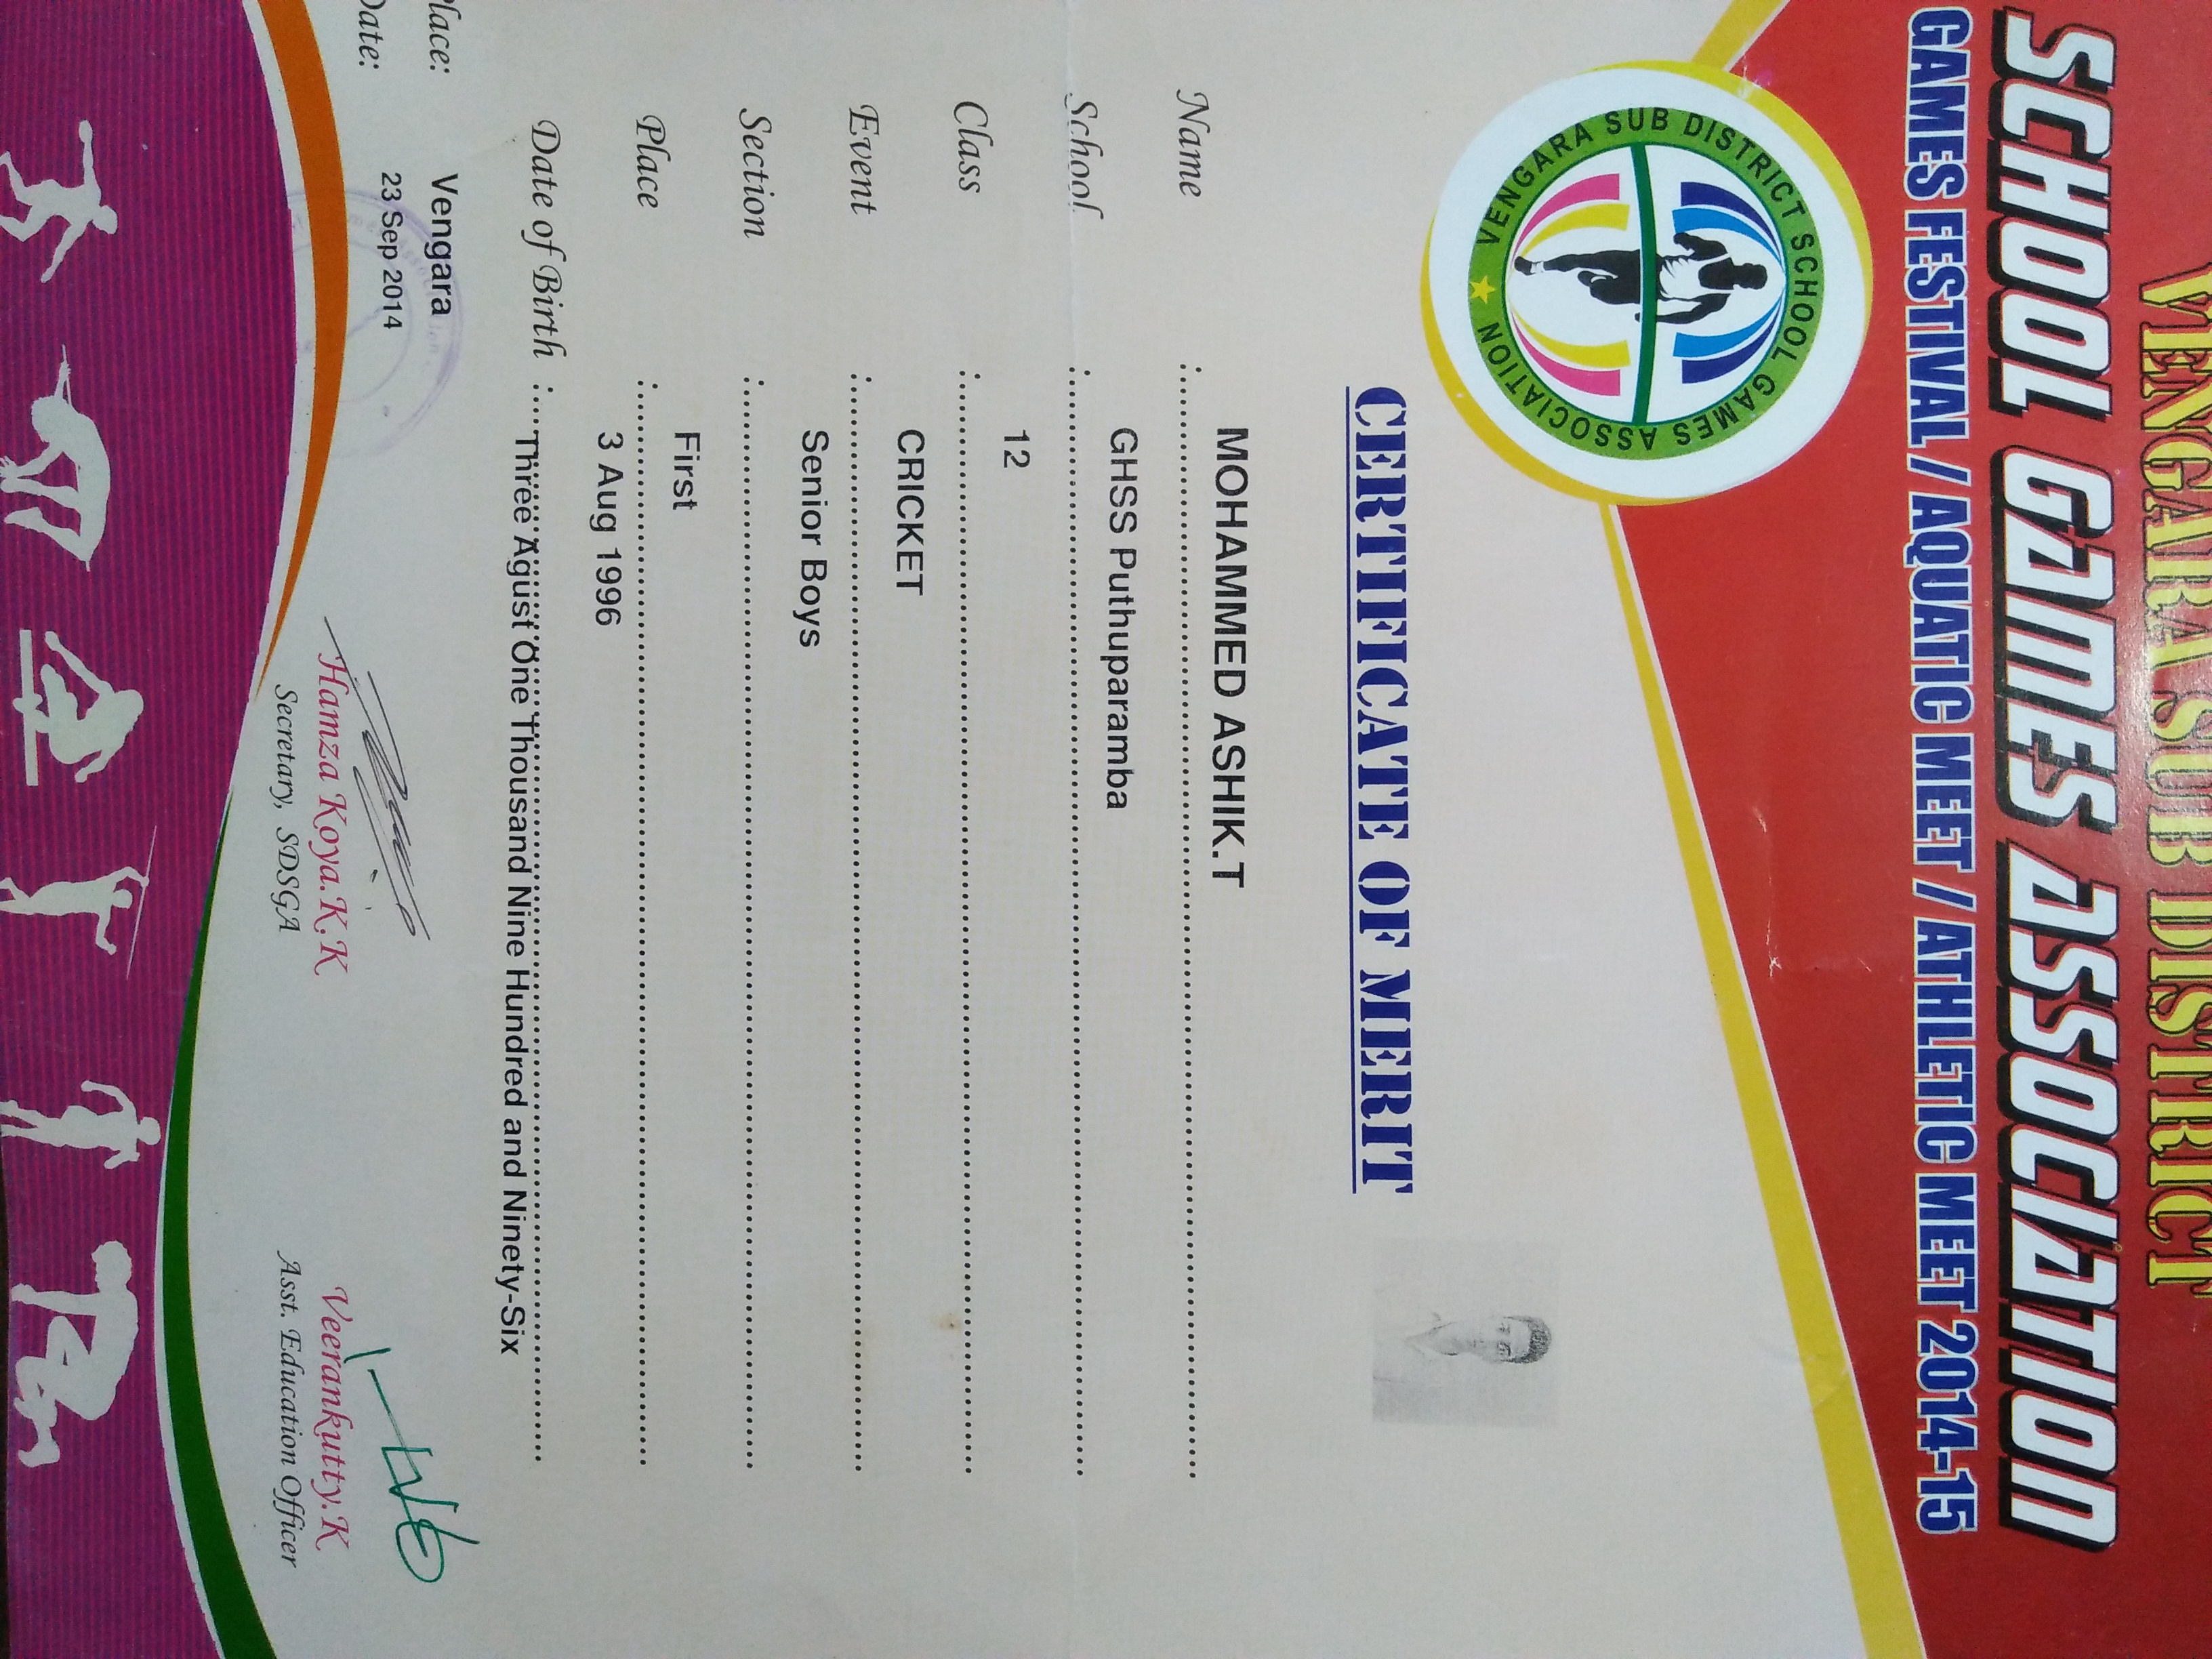 VENGARA SUB DISTRICT
SCHOOL GAMES ASSOCIATION
GAMES FESTIVAL / AQUATIC MEET / ATHLETIC MEET 2014-15
VENGARA SUB DISTRICT SCHOOL GAMES ASSOCIATION
CERTIFICATE OF MERIT
Name : MOHAMMED ASHIK.T
School : GHSS Puthuparamba
Class : 12
Event : CRICKET
Section : Senior Boys
Place : First
3 Aug 1996
Date of Birth : Three Agust One Thousand Nine Hundred and Ninety-Six
Place: Vengara
Date: 23 Sep 2014
Hamza Koya.K.K
Secretary, SDSGA
Veerankutty.K
Asst. Education Officer